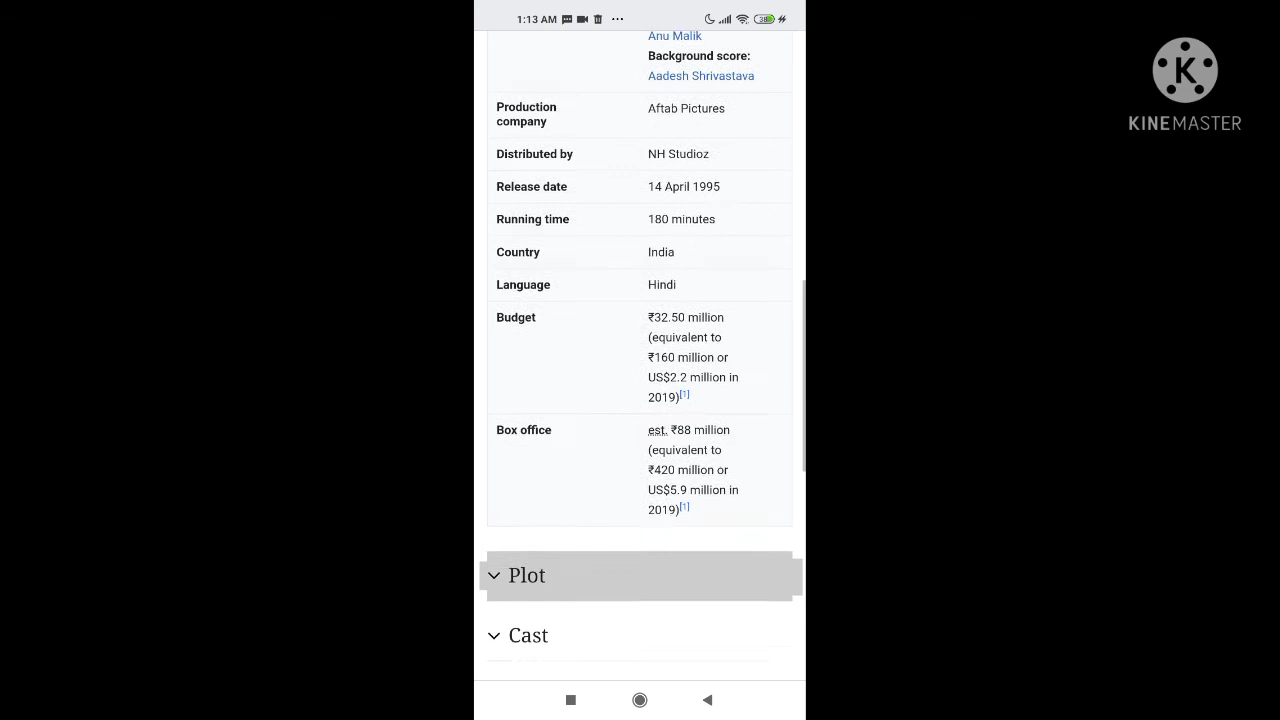 1:13 AM
38
Anu Malik
Background score:
Aadesh Shrivastava
Production
company
Aftab Pictures
Distributed by
NH Studioz
Release date
14 April 1995
Running time
180 minutes
Country
India
Language
Hindi
Budget
₹32.50 million
(equivalent to
₹160 million or
US$2.2 million in
2019)[1]
Box office
est. ₹88 million
(equivalent to
₹420 million or
US$5.9 million in
2019)[1]
Plot
Cast
K
KINEMASTER